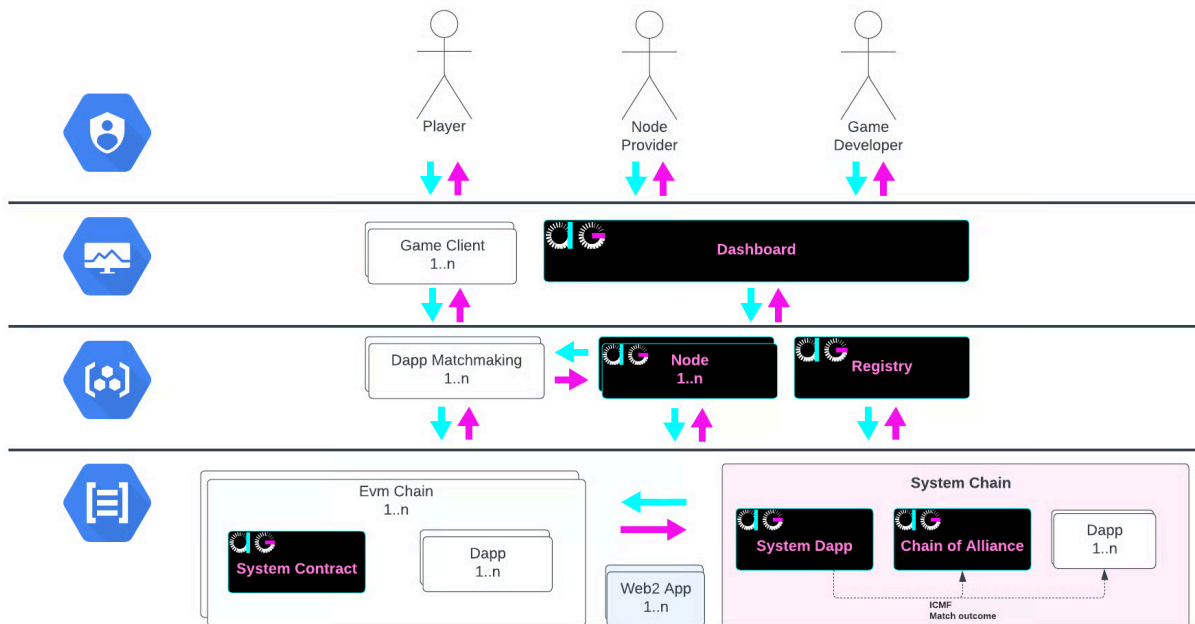 Player
Node
Provider
Game
Developer
Game Client
1..n
Dashboard
Dapp Matchmaking
1..n
Node
1..n
Registry
Evm Chain
1..n
System Contract
Dapp
1..n
Web2 App
1..n
System Chain
System Dapp
Chain of Alliance
Dapp
1..n
ICMF
Match outcome